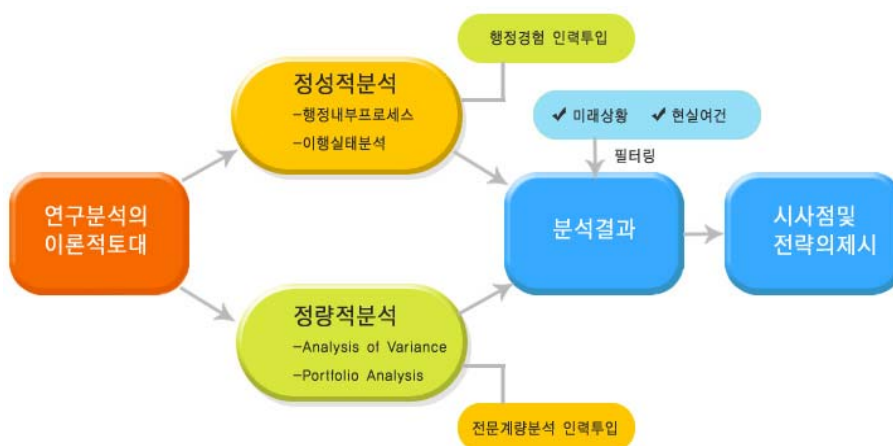 행정경험 인력투입
정성적분석
-행정내부프로세스
-이행실태분석
✔ 미래상황 ✔ 현실여건
필터링
연구분석의
이론적토대
분석결과
시사점및
전략의제시
정량적분석
-Analysis of Variance
-Portfolio Analysis
전문계량분석 인력투입